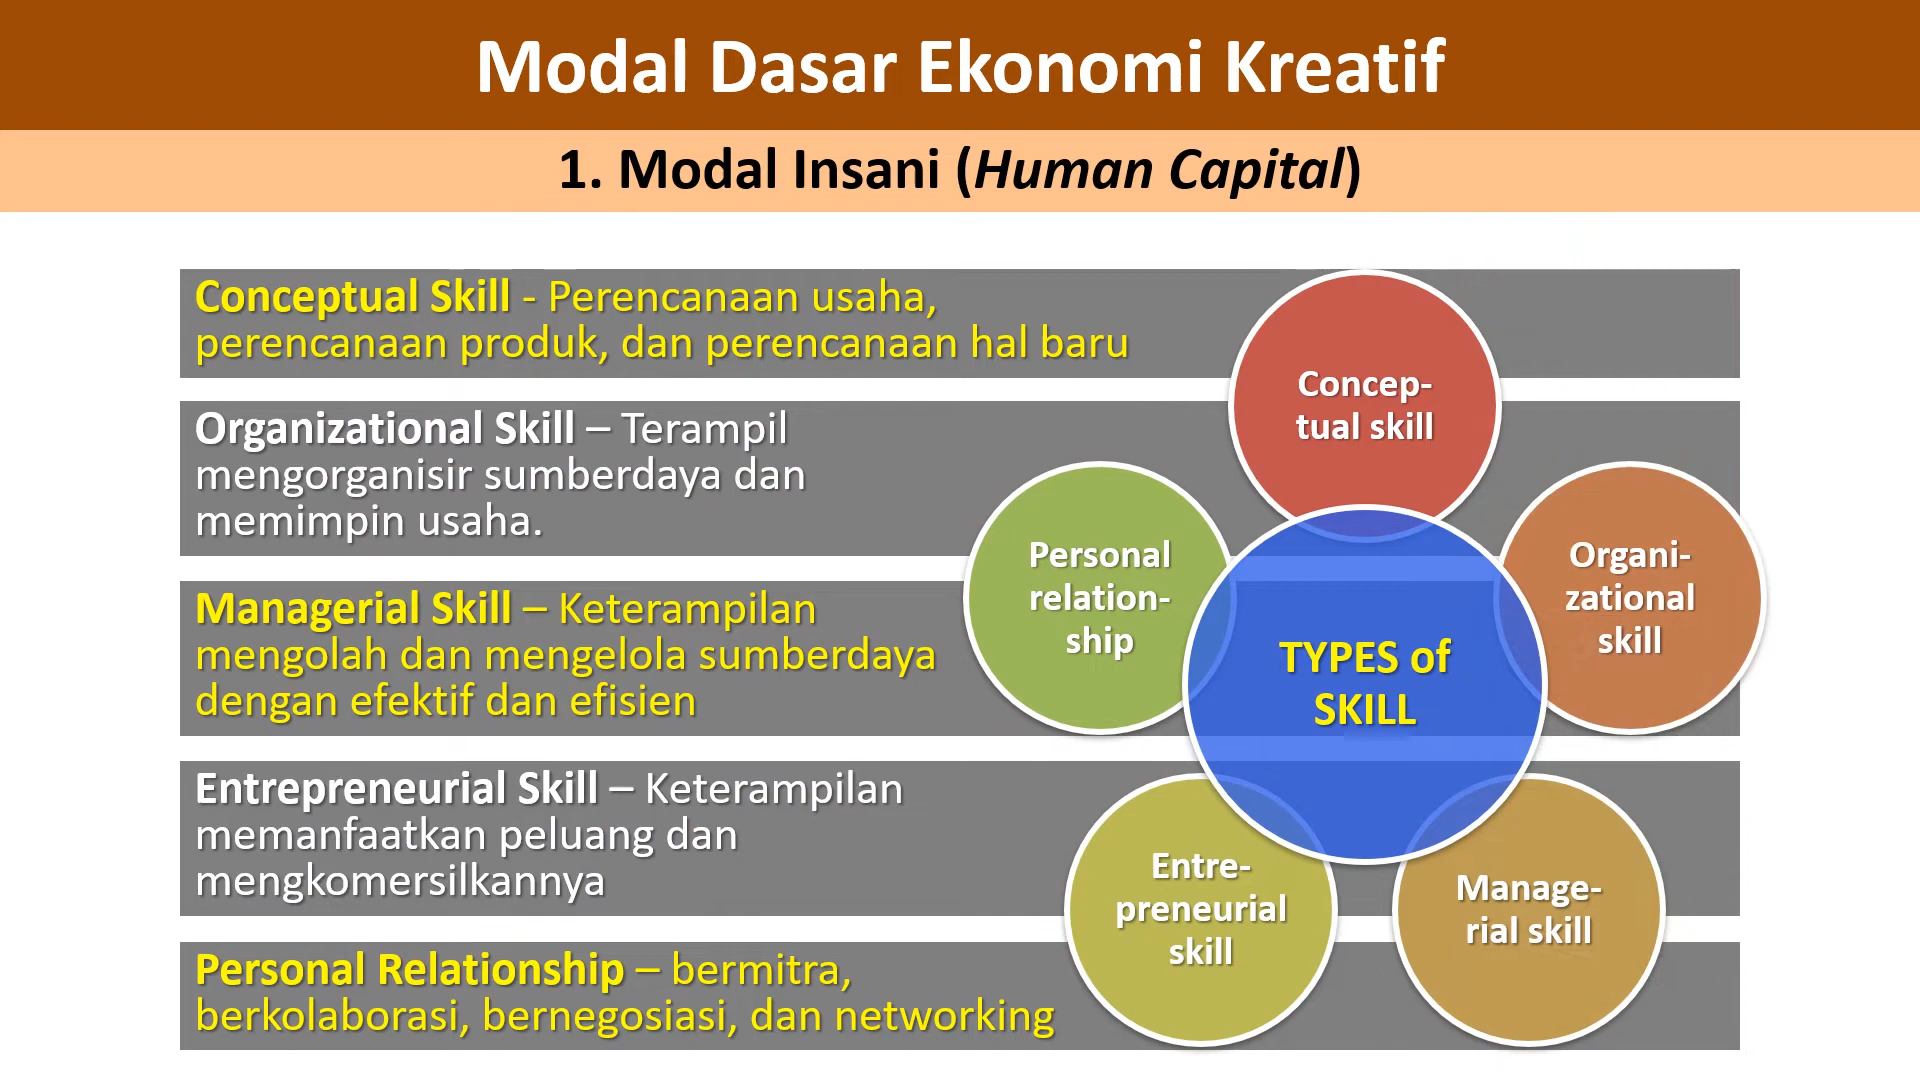 Modal Dasar Ekonomi Kreatif
1. Modal Insani (Human Capital)
Conceptual Skill - Perencanaan usaha,
perencanaan produk, dan perencanaan hal baru
Organizational Skill – Terampil
mengorganisir sumberdaya dan
memimpin usaha.
Managerial Skill – Keterampilan
mengolah dan mengelola sumberdaya
dengan efektif dan efisien
Entrepreneurial Skill – Keterampilan
memanfaatkan peluang dan
mengkomersilkannya
Personal Relationship – bermitra,
berkolaborasi, bernegosiasi, dan networking
Concep-
tual skill
Organi-
zational
skill
Manage-
rial skill
Entre-
preneurial
skill
Personal
relation-
ship
TYPES of
SKILL